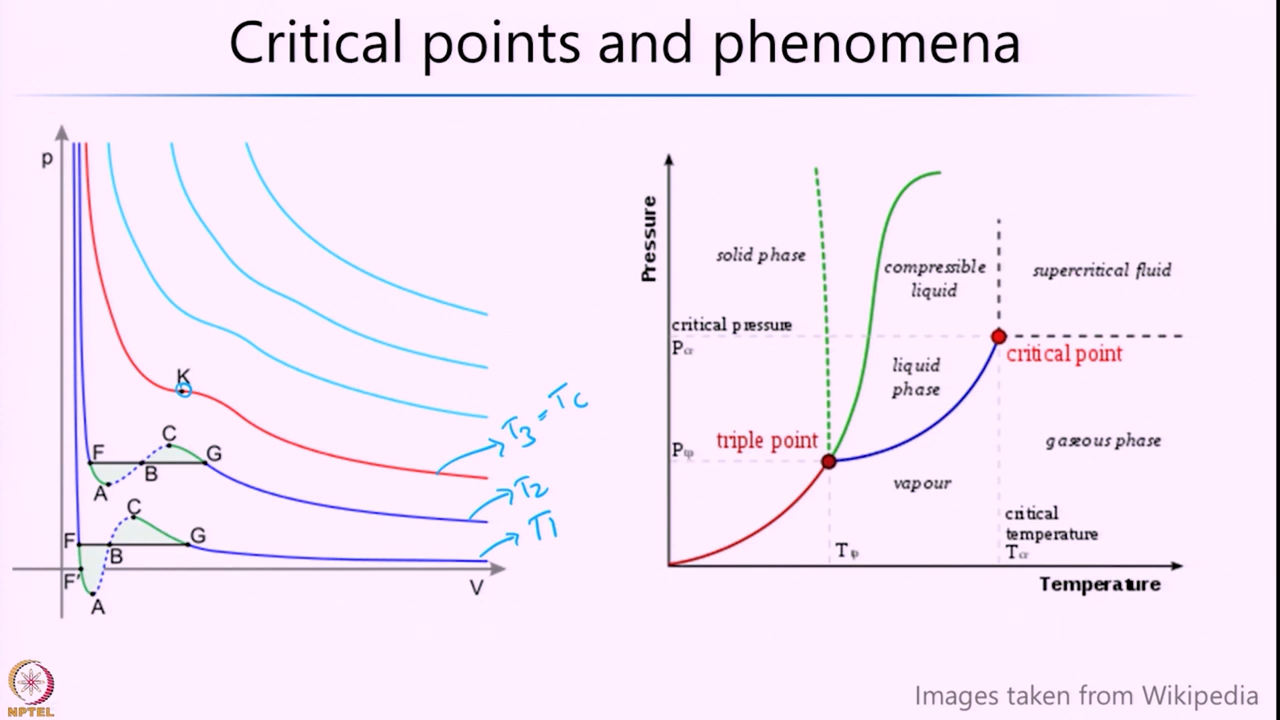 Critical points and phenomena
p
K
T3 = Tc
F
C
G
A
B
T2
C
F
B
G
T1
F'
A
V
Pressure
solid phase
compressible
liquid
supercritical fluid
critical pressure
Pcr
critical point
liquid
phase
triple point
Ptp
gaseous phase
vapour
critical
temperature
Tcr
Ttp
Temperature
NPTEL
Images taken from Wikipedia